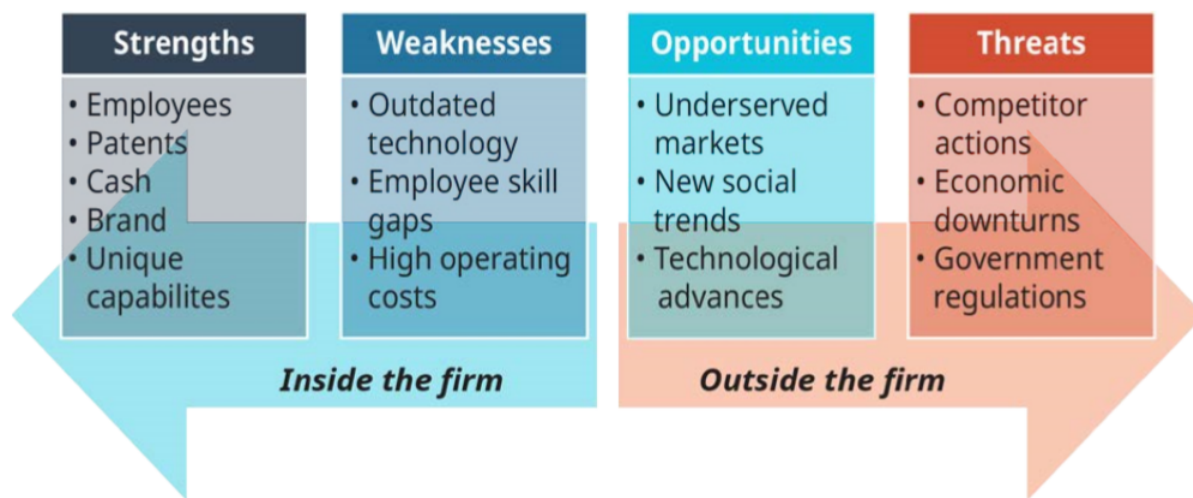 Strengths
• Employees
• Patents
• Cash
• Brand
• Unique
capabilites
Weaknesses
• Outdated
technology
• Employee skill
gaps
• High operating
costs
Opportunities
• Underserved
markets
• New social
trends
• Technological
advances
Threats
• Competitor
actions
• Economic
downturns
• Government
regulations
Inside the firm
Outside the firm